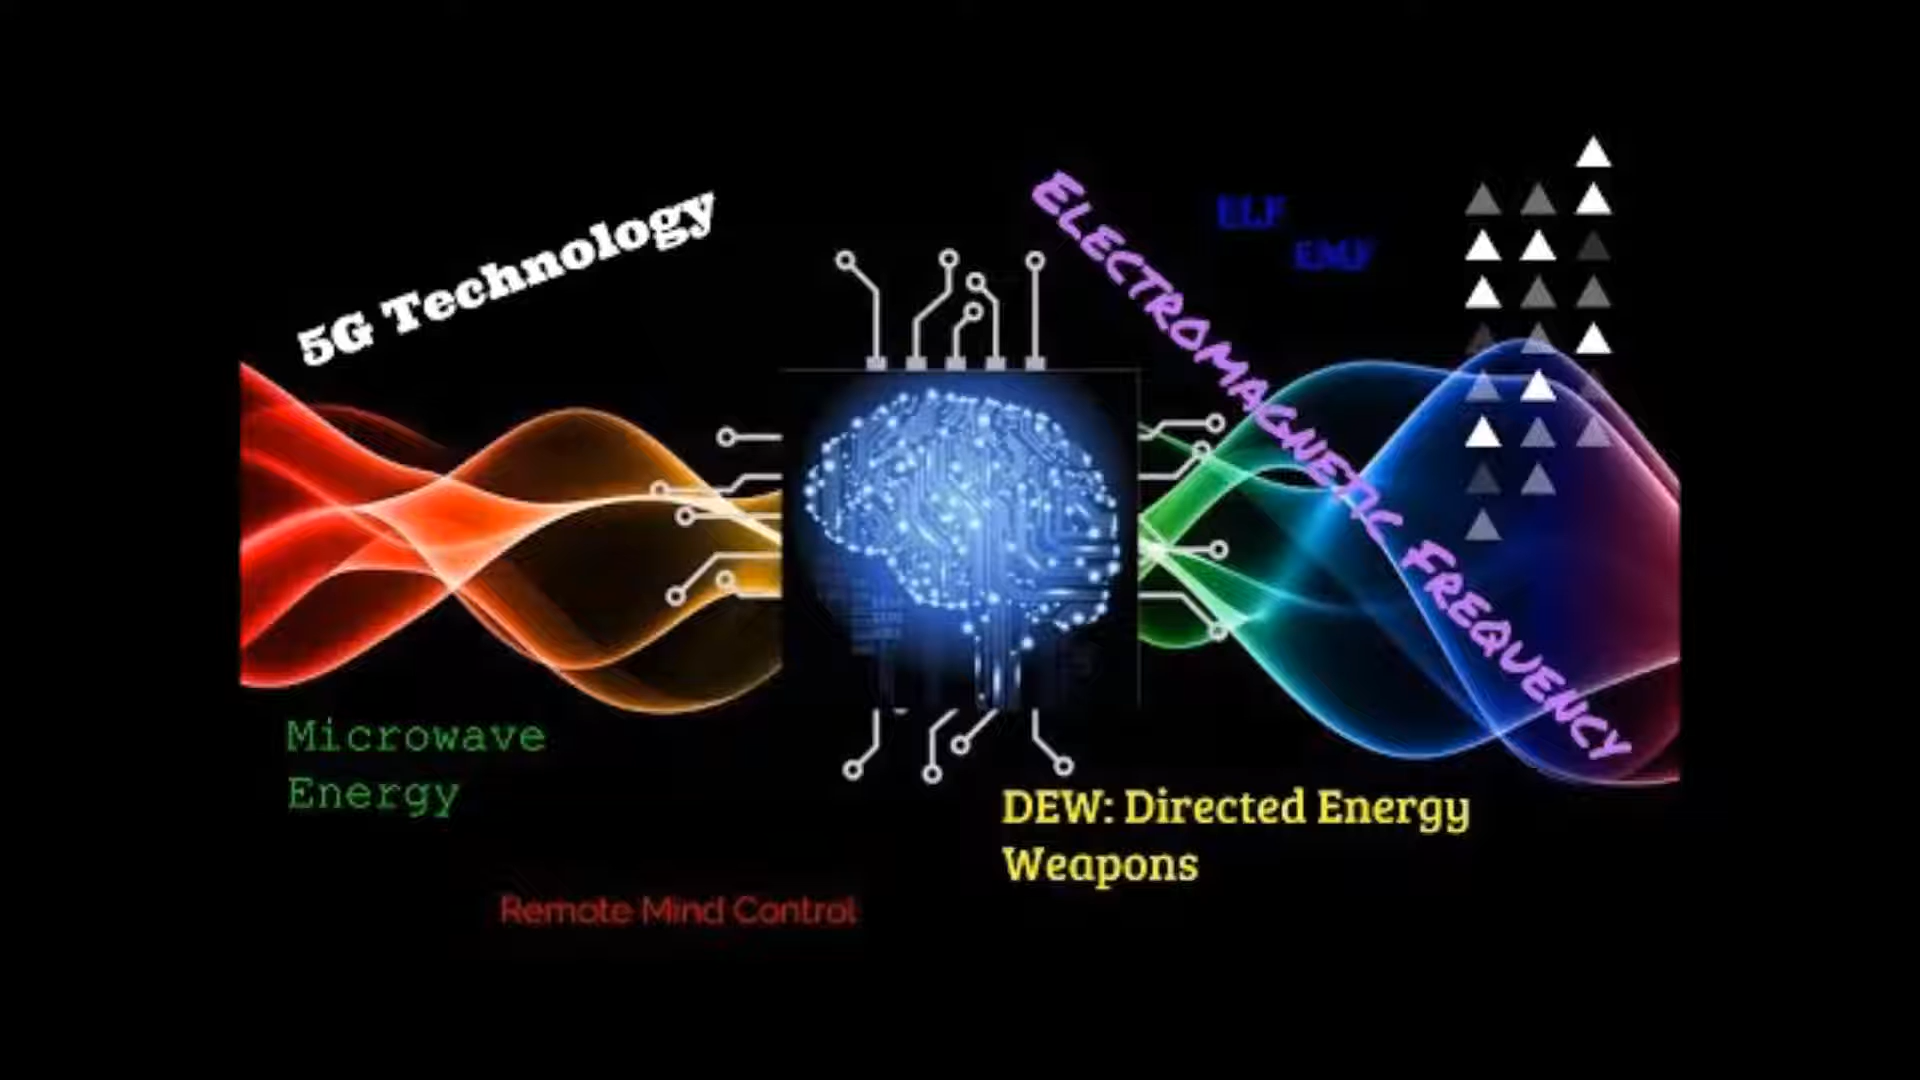 5G Technology
ELECTROMAGNETIC FREQUENCY
ELF
EMF
Microwave
Energy
DEW: Directed Energy
Weapons
Remote Mind Control